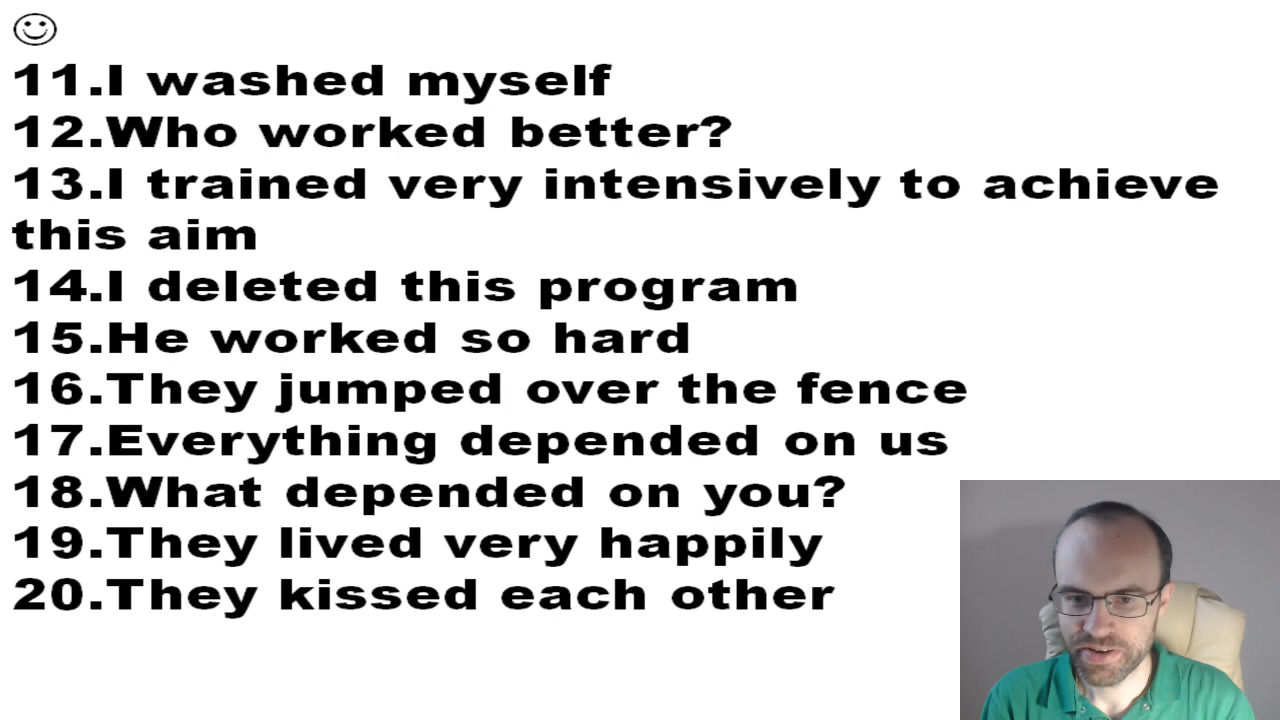 11.I washed myself
12.Who worked better?
13.I trained very intensively to achieve
this aim
14.I deleted this program
15.He worked so hard
16.They jumped over the fence
17.Everything depended on us
18.What depended on you?
19.They lived very happily
20.They kissed each other